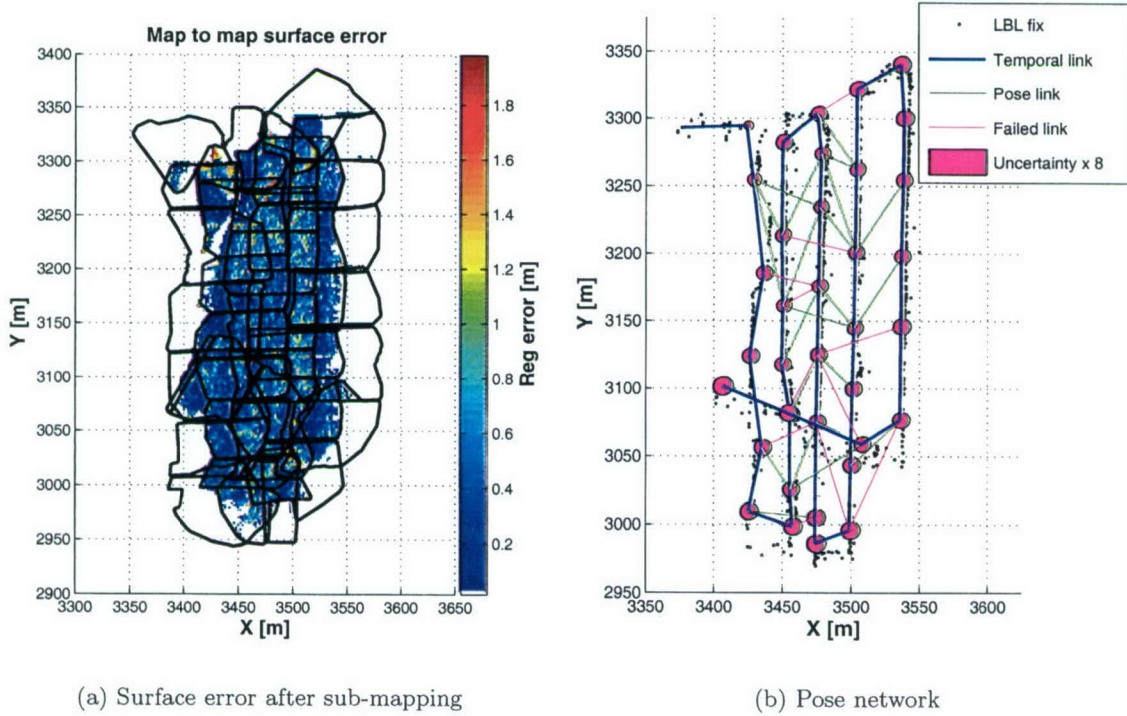 Map to map surface error
3400
3350
3300
3250
3200
3150
3100
3050
3000
2950
2900
Y [m]
3300 3350 3400 3450 3500 3550 3600 3650
X [m]
1.8
1.6
1.4
1.2
1
0.8
0.6
0.4
0.2
Reg error [m]
(a) Surface error after sub-mapping
LBL fix
Temporal link
Pose link
Failed link
Uncertainty x 8
3350
3300
3250
3200
3150
3100
3050
3000
2950
Y [m]
3350 3400 3450 3500 3550 3600
X [m]
(b) Pose network